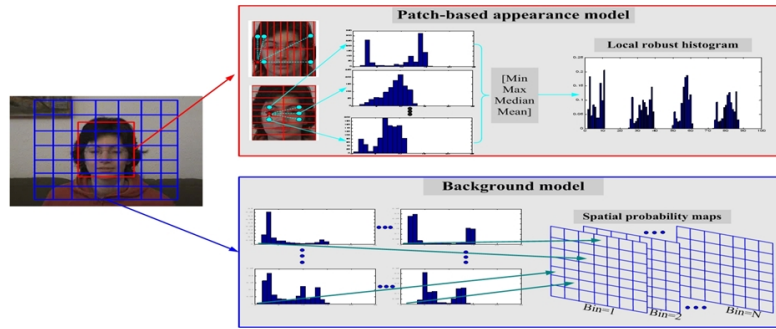 Patch-based appearance model
Local robust histogram
[Min
Max
Median
Mean]
Background model
Spatial probability maps
Bin=1
Bin=2
Bin=N